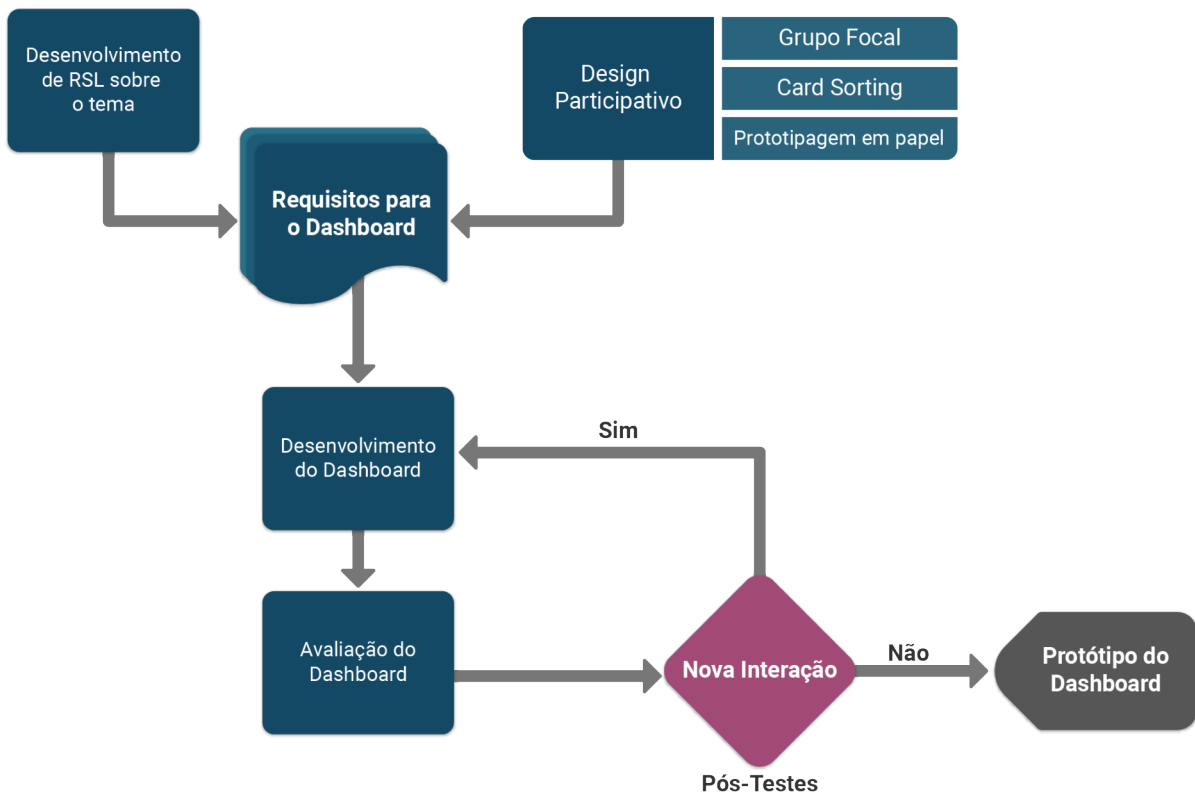 Desenvolvimento
de RSL sobre
o tema
Design
Participativo
Grupo Focal
Card Sorting
Prototipagem em papel
Requisitos para
o Dashboard
Desenvolvimento
do Dashboard
Sim
Avaliação do
Dashboard
Nova Interação
Não
Protótipo do
Dashboard
Pós-Testes